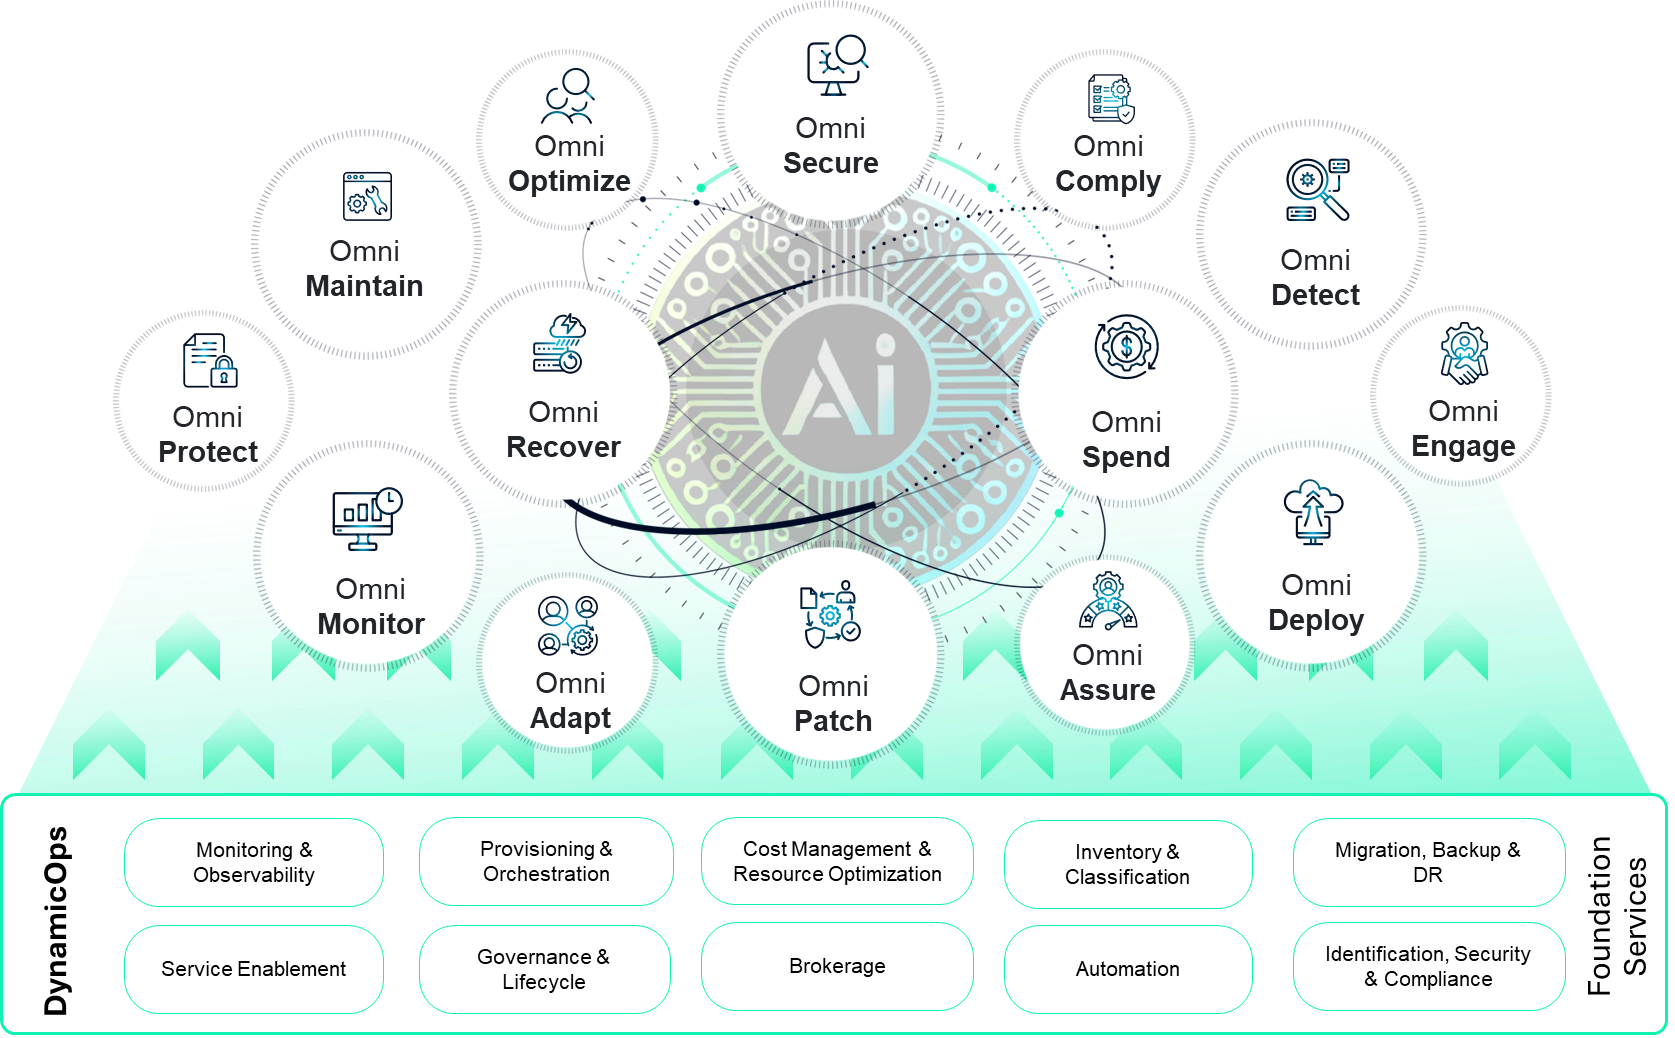 Omni
Secure
Omni
Optimize
Omni
Comply
Omni
Maintain
Omni
Detect
Omni
Protect
Omni
Recover
Ai
Omni
Spend
Omni
Engage
Omni
Monitor
Omni
Deploy
Omni
Adapt
Omni
Patch
Omni
Assure
DynamicOps
Monitoring &
Observability
Provisioning &
Orchestration
Cost Management &
Resource Optimization
Inventory &
Classification
Migration, Backup &
DR
Service Enablement
Governance &
Lifecycle
Brokerage
Automation
Identification, Security
& Compliance
Foundation
Services